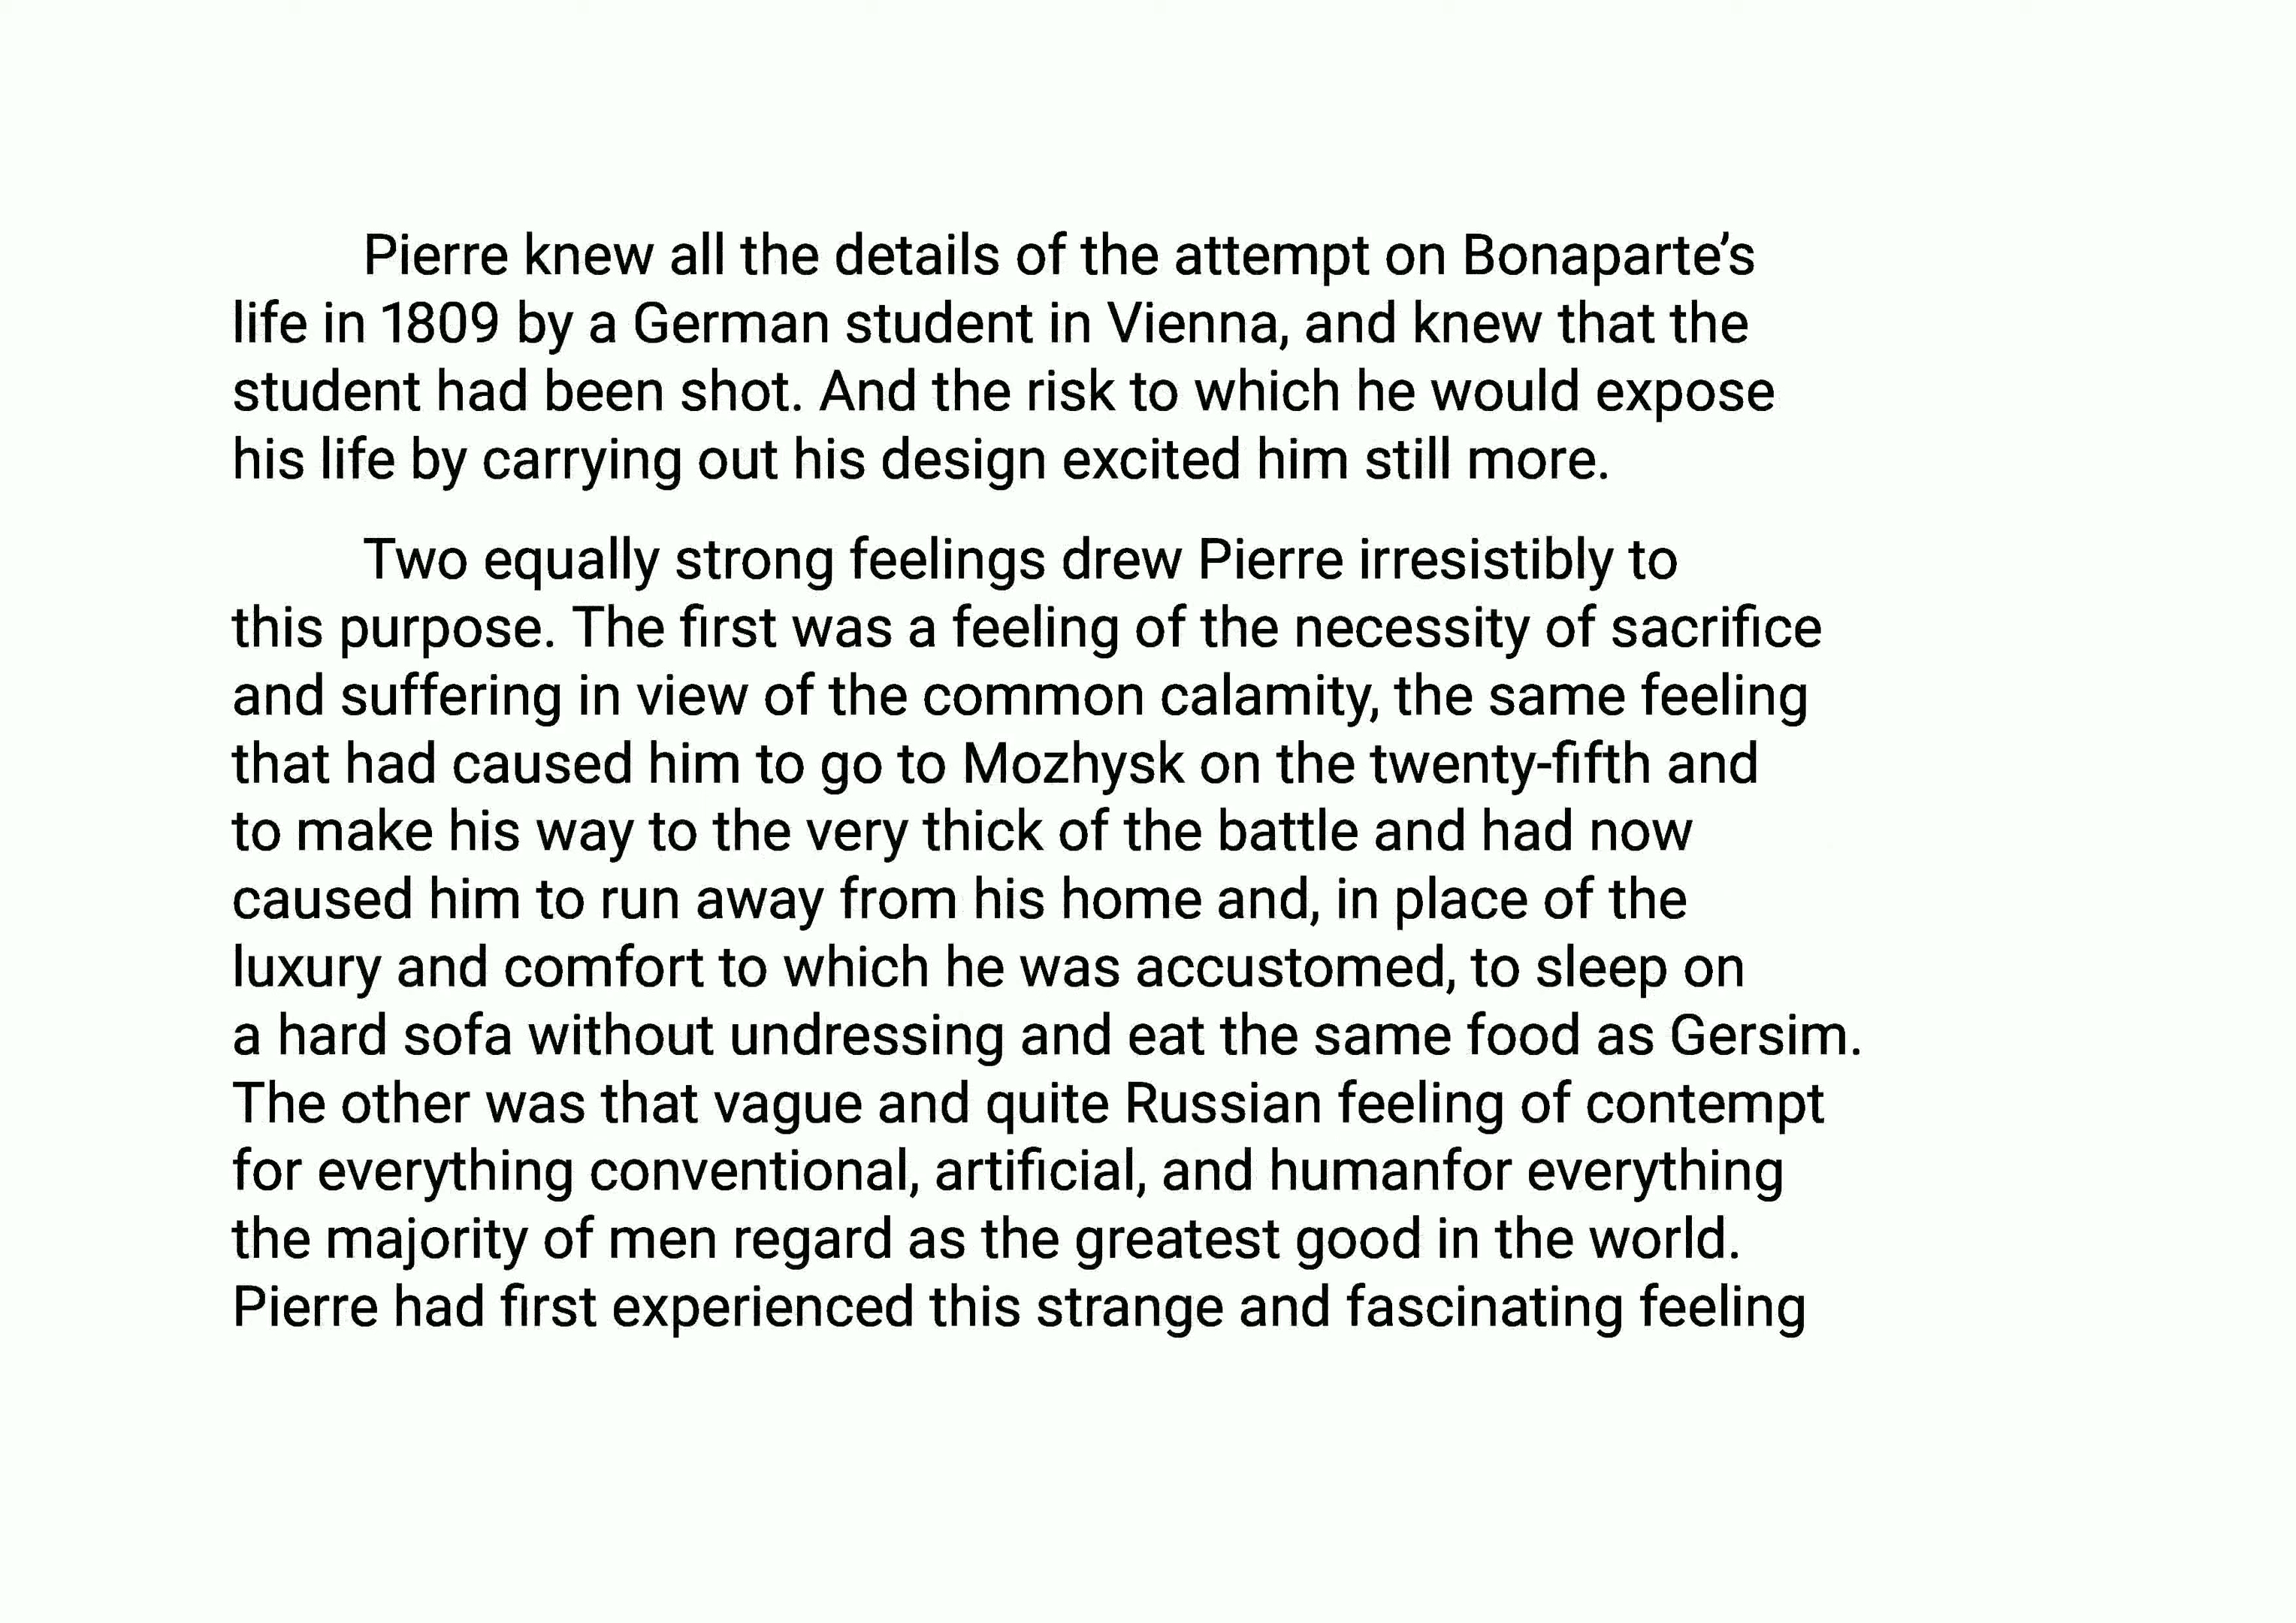 Pierre knew all the details of the attempt on Bonaparte’s
life in 1809 by a German student in Vienna, and knew that the
student had been shot. And the risk to which he would expose
his life by carrying out his design excited him still more.
Two equally strong feelings drew Pierre irresistibly to
this purpose. The first was a feeling of the necessity of sacrifice
and suffering in view of the common calamity, the same feeling
that had caused him to go to Mozhysk on the twenty-fifth and
to make his way to the very thick of the battle and had now
caused him to run away from his home and, in place of the
luxury and comfort to which he was accustomed, to sleep on
a hard sofa without undressing and eat the same food as Gersim.
The other was that vague and quite Russian feeling of contempt
for everything conventional, artificial, and humanfor everything
the majority of men regard as the greatest good in the world.
Pierre had first experienced this strange and fascinating feeling